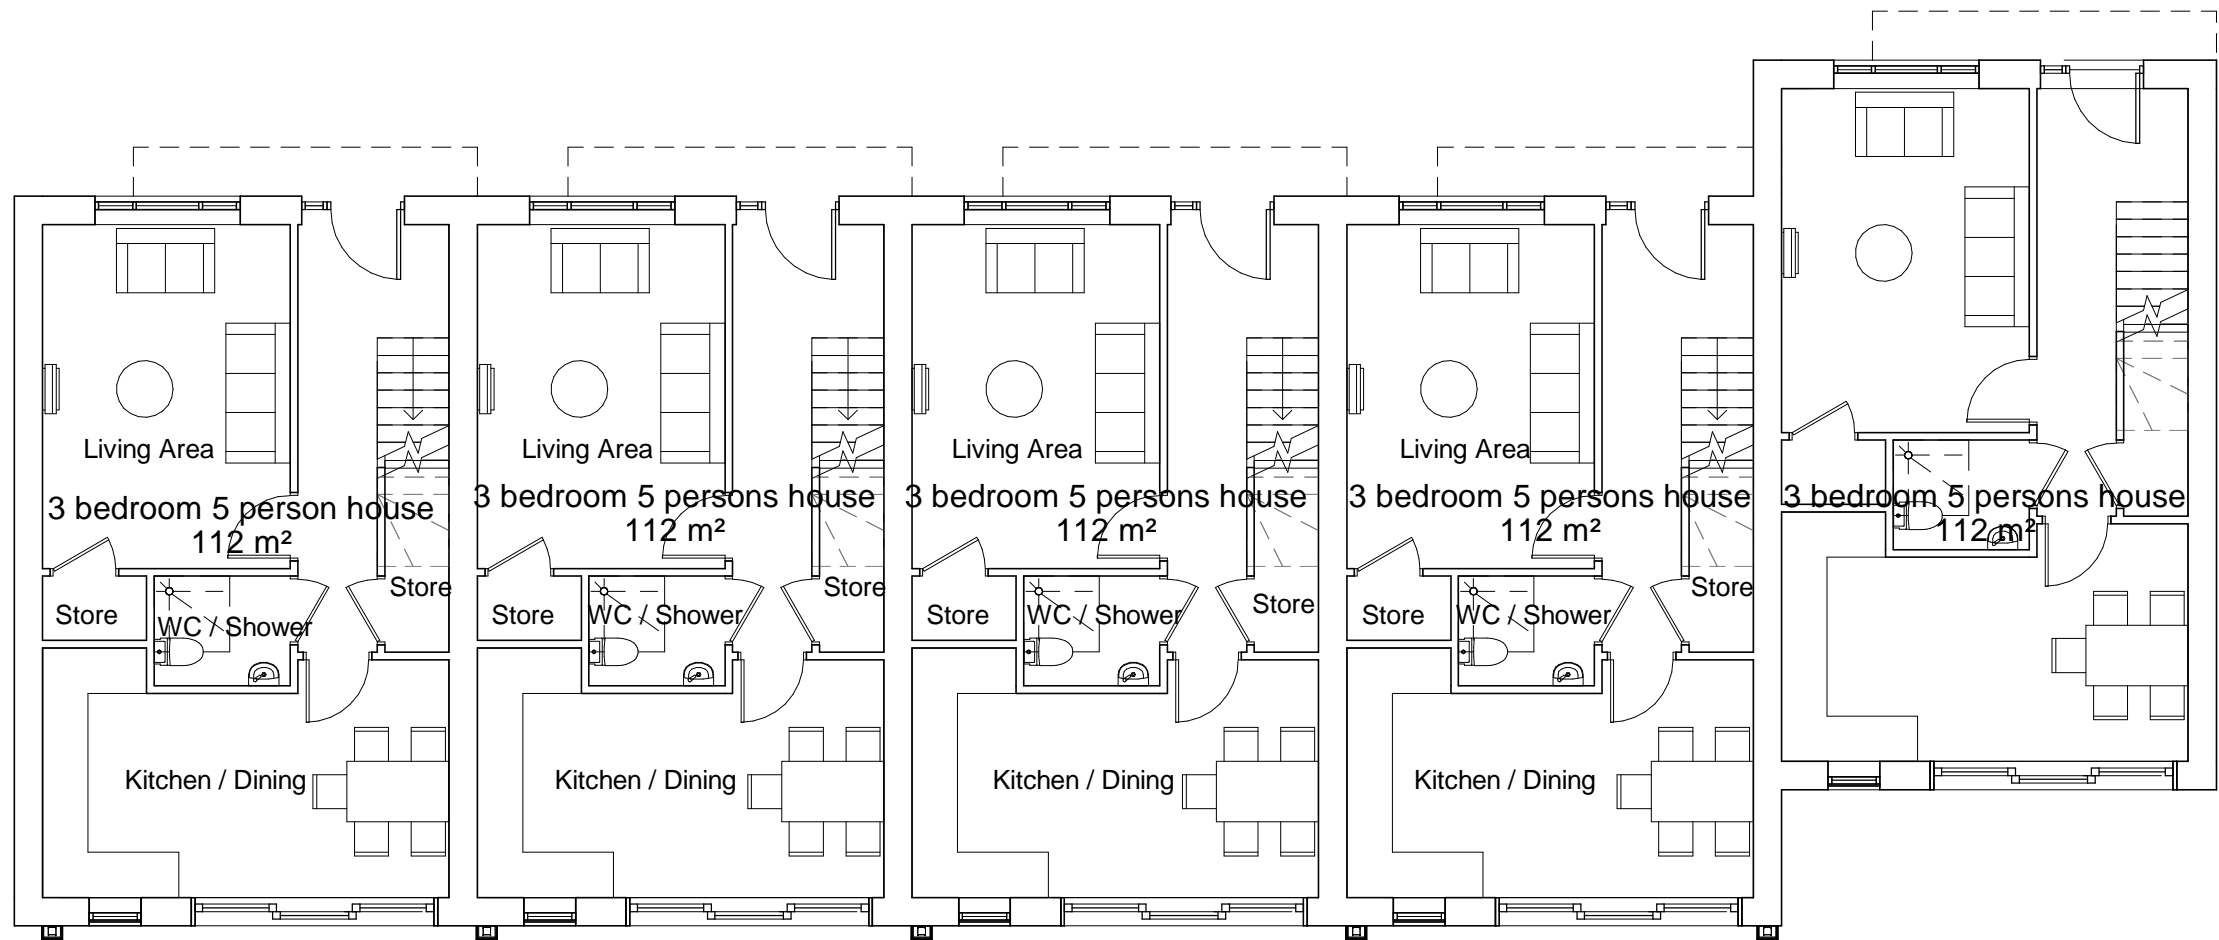 Living Area
3 bedroom 5 person house
112 m²
Store
Store
WC / Shower
Kitchen / Dining
Living Area
3 bedroom 5 persons house
112 m²
Store
Store
WC / Shower
Kitchen / Dining
Living Area
3 bedroom 5 persons house
112 m²
Store
Store
WC / Shower
Kitchen / Dining
Living Area
3 bedroom 5 persons house
112 m²
Store
Store
WC / Shower
Kitchen / Dining
3 bedroom 5 persons house
112 m²